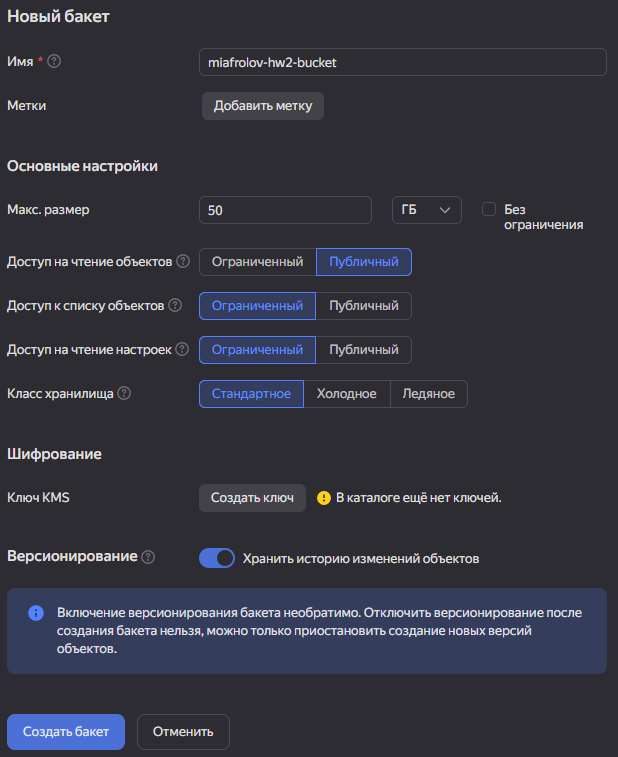 Новый бакет
Имя *
miafrolov-hw2-bucket
Метки
Добавить метку
Основные настройки
Макс. размер
50
ГБ
Без
ограничения
Доступ на чтение объектов
Ограниченный
Публичный
Доступ к списку объектов
Ограниченный
Публичный
Доступ на чтение настроек
Ограниченный
Публичный
Класс хранилища
Стандартное
Холодное
Ледяное
Шифрование
Ключ KMS
Создать ключ
В каталоге ещё нет ключей.
Версионирование
Хранить историю изменений объектов
Включение версионирования бакета необратимо. Отключить версионирование после
создания бакета нельзя, можно только приостановить создание новых версий
объектов.
Создать бакет
Отменить